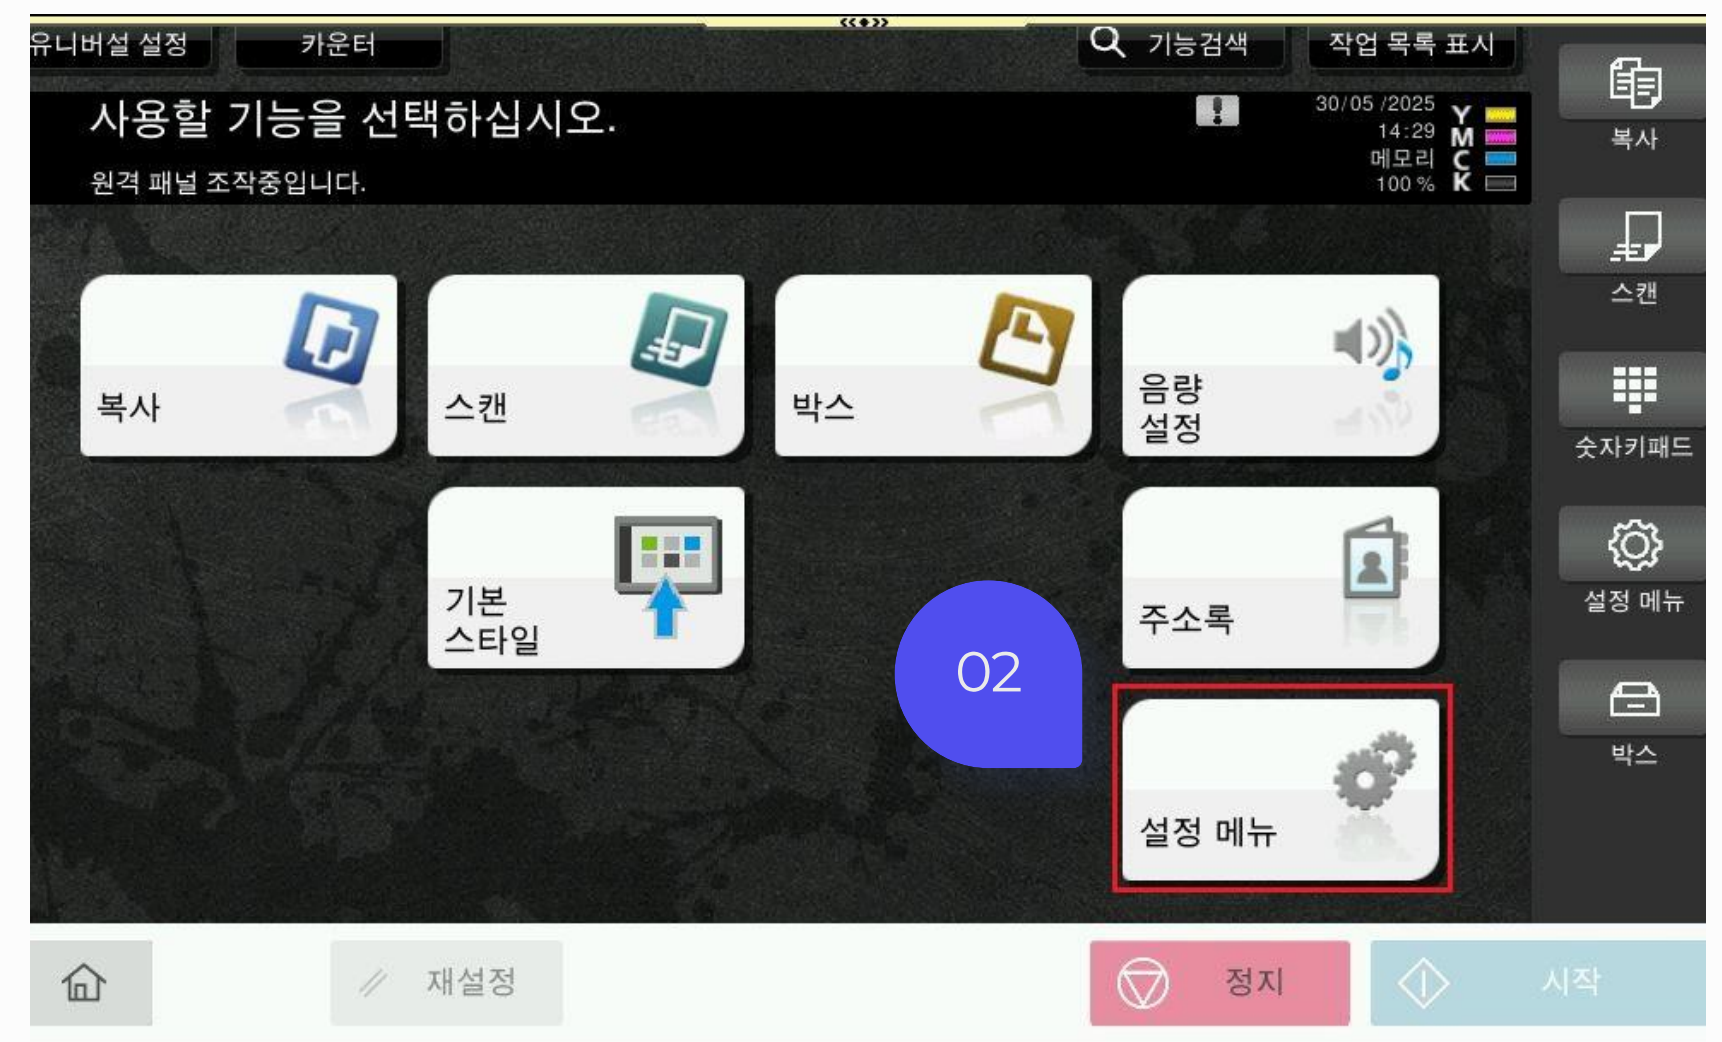 유니버설 설정
카운터
기능검색
작업 목록 표시
사용할 기능을 선택하십시오.
원격 패널 조작중입니다.
30/05 /2025
14:29
메모리
100 %
Y
M
C
K
복사
스캔
숫자키패드
설정 메뉴
박스
복사
스캔
박스
음량
설정
기본
스타일
주소록
02
설정 메뉴
재설정
정지
시작